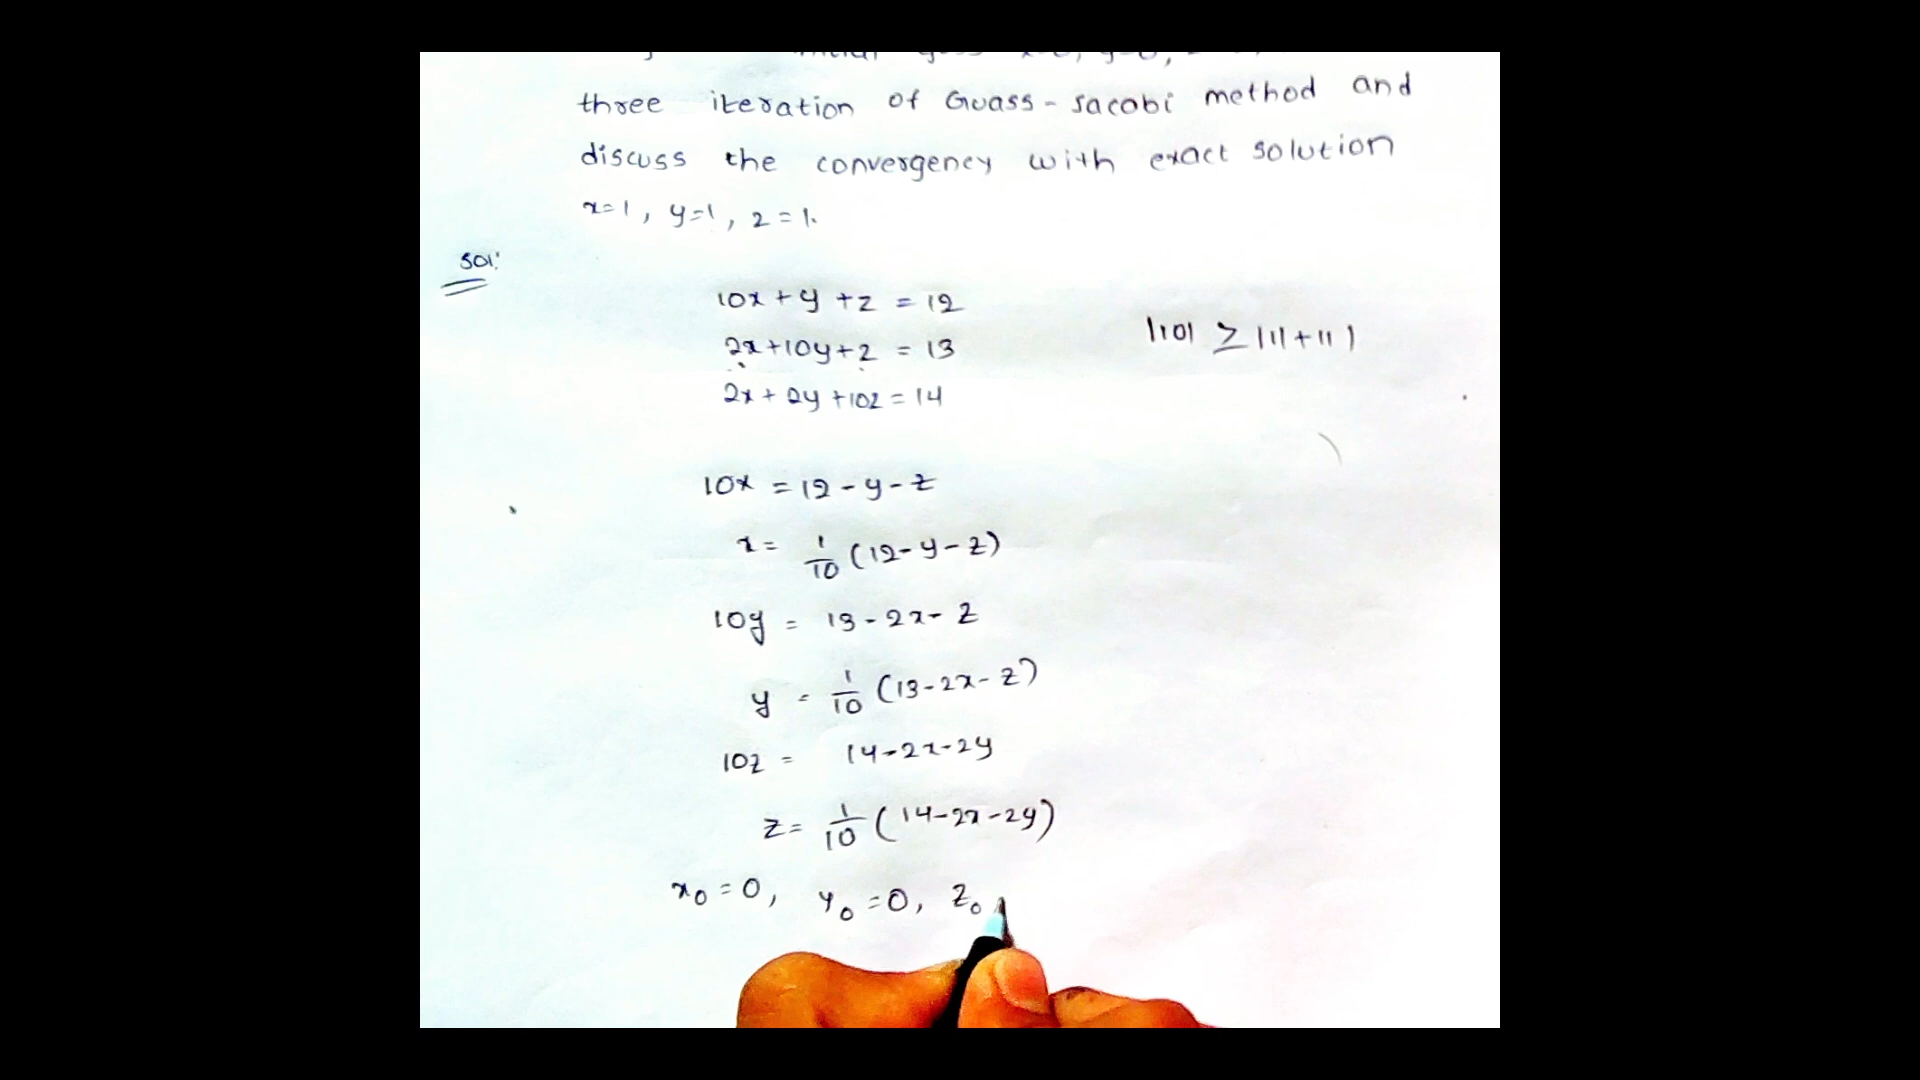 three iteration of Guass - Jacobi method and
discuss the convergency with exact solution
x=1, y=1, z=1.
Sol:
10x+y+z = 12
|10| ≥ |1|+|1|
2x+10y+z = 13
2x+2y+10z = 14
10x = 12-y-z
x = 1/10 (12-y-z)
10y = 13-2x-z
y = 1/10 (13-2x-z)
10z = 14-2x-2y
z = 1/10 (14-2x-2y)
x₀=0, y₀=0, z₀